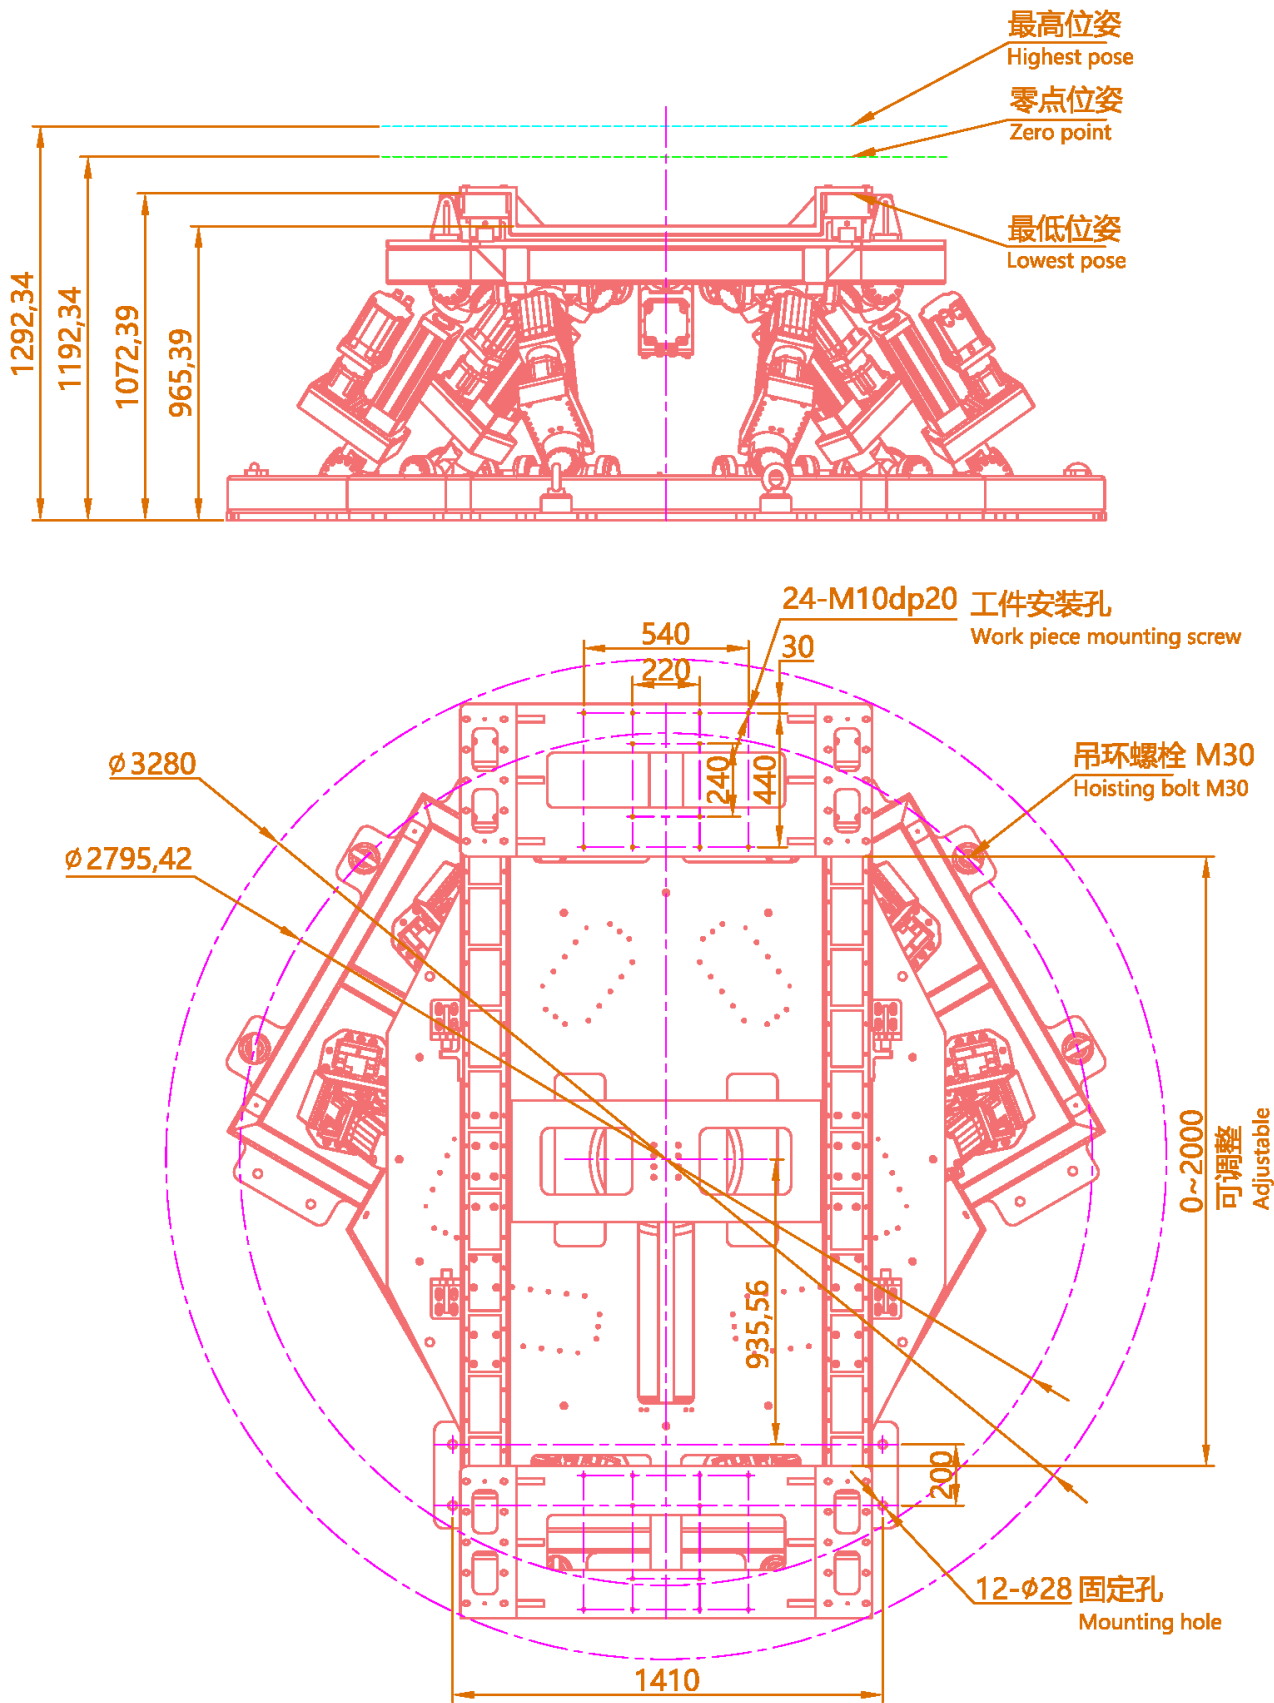 最高位姿
Highest pose
零点位姿
Zero point
最低位姿
Lowest pose
1292,34
1192,34
1072,39
965,39
24-M10dp20 工件安装孔
Work piece mounting screw
540
30
220
240
440
吊环螺栓 M30
Hoisting bolt M30
ϕ3280
ϕ2795,42
0~2000
可调整
Adjustable
935,56
200
12-ϕ28 固定孔
Mounting hole
1410